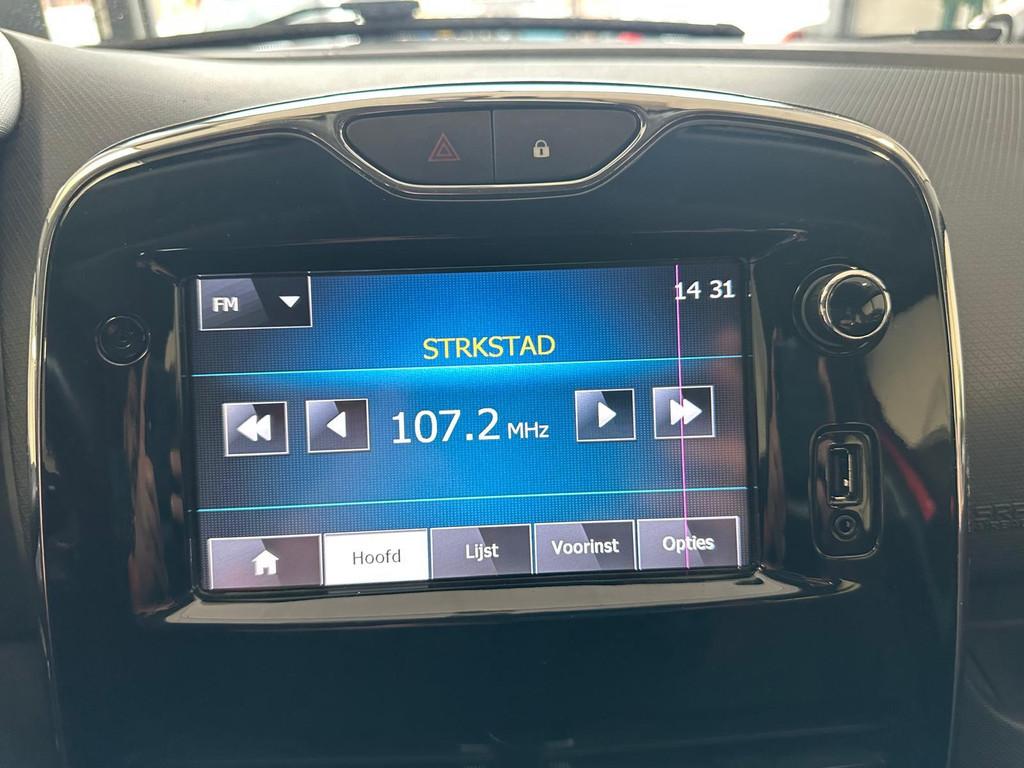 FM
14 31
STRKSTAD
107.2 MHz
Hoofd Lijst Voorinst Opties